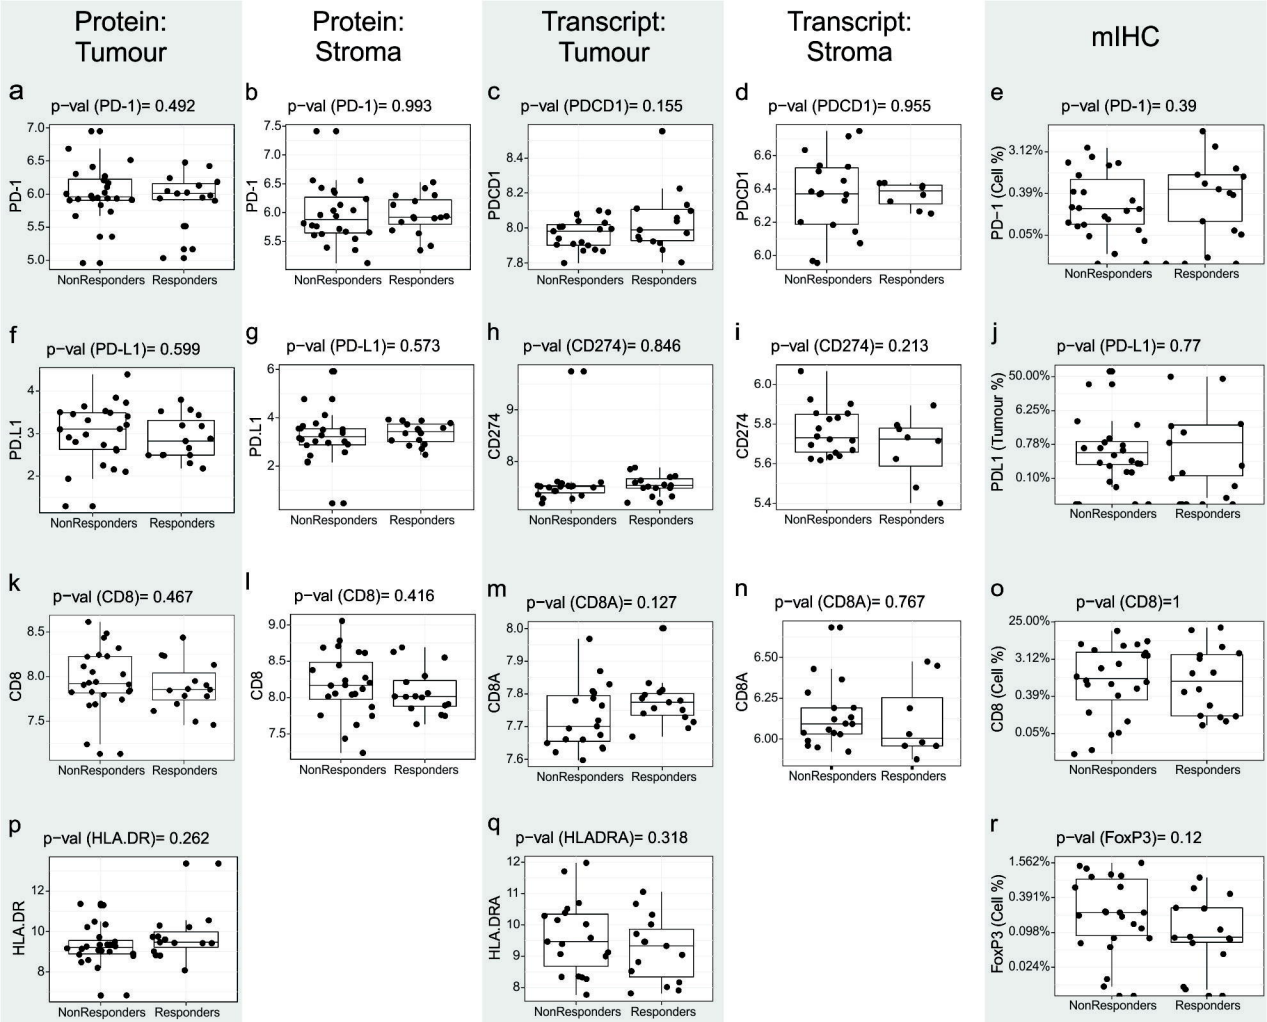 Protein:
Tumour
Protein:
Stroma
Transcript:
Tumour
Transcript:
Stroma
mIHC
a
p-val (PD-1)= 0.492
7.0
6.5
6.0
5.5
5.0
PD-1
NonResponders Responders
b
p-val (PD-1)= 0.993
7.5
7.0
6.5
6.0
5.5
PD-1
NonResponders Responders
c
p-val (PDCD1)= 0.155
8.4
8.2
8.0
7.8
PDCD1
NonResponders Responders
d
p-val (PDCD1)= 0.955
6.6
6.4
6.2
6.0
PDCD1
NonResponders Responders
e
p-val (PD-1)= 0.39
3.12%
0.39%
0.05%
PD-1 (Cell %)
NonResponders Responders
f
p-val (PD-L1)= 0.599
4
3
2
PD.L1
NonResponders Responders
g
p-val (PD-L1)= 0.573
6
4
2
PD.L1
NonResponders Responders
h
p-val (CD274)= 0.846
9
8
CD274
NonResponders Responders
i
p-val (CD274)= 0.213
6.0
5.8
5.6
5.4
CD274
NonResponders Responders
j
p-val (PD-L1)= 0.77
50.00%
6.25%
0.78%
0.10%
PDL1 (Tumour %)
NonResponders Responders
k
p-val (CD8)= 0.467
8.5
8.0
7.5
CD8
NonResponders Responders
l
p-val (CD8)= 0.416
9.0
8.5
8.0
7.5
CD8
NonResponders Responders
m
p-val (CD8A)= 0.127
8.0
7.9
7.8
7.7
7.6
CD8A
NonResponders Responders
n
p-val (CD8A)= 0.767
6.50
6.25
6.00
CD8A
NonResponders Responders
o
p-val (CD8)=1
25.00%
3.12%
0.39%
0.05%
CD8 (Cell %)
NonResponders Responders
p
p-val (HLA.DR)= 0.262
12
10
8
HLA.DR
NonResponders Responders
q
p-val (HLADRA)= 0.318
12
11
10
9
8
HLA.DRA
NonResponders Responders
r
p-val (FoxP3)= 0.12
1.562%
0.391%
0.098%
0.024%
FoxP3 (Cell %)
NonResponders Responders